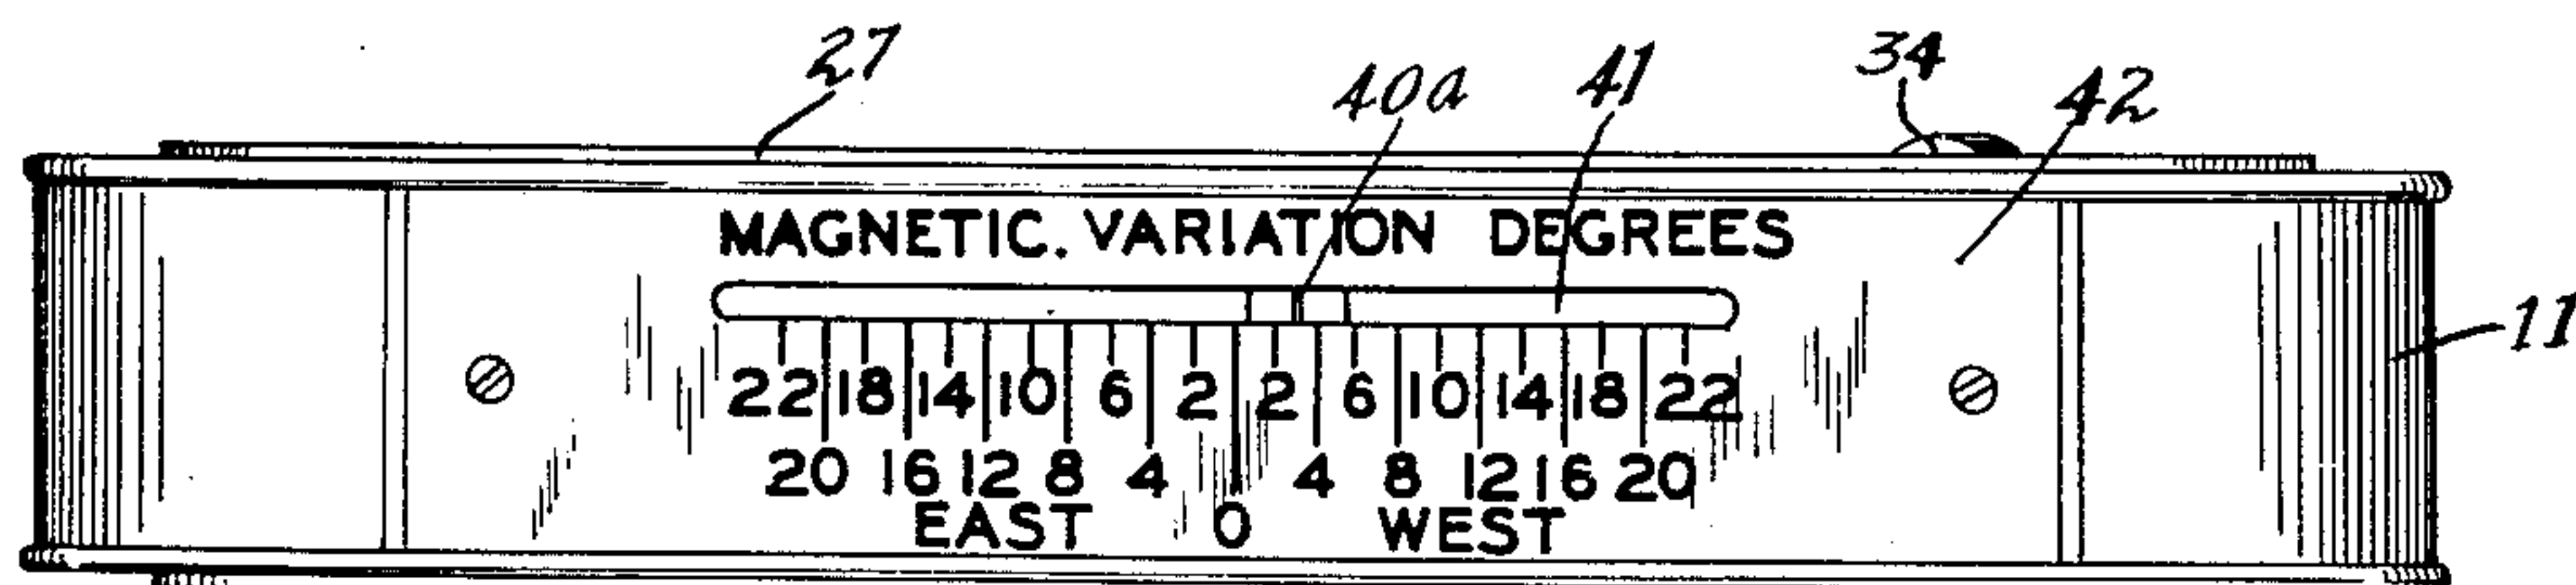 27 40a 41 34 42
MAGNETIC. VARIATION DEGREES
11
22 18 14 10 6 2 2 6 10 14 18 22
20 16 12 8 4 4 8 12 16 20
EAST 0 WEST